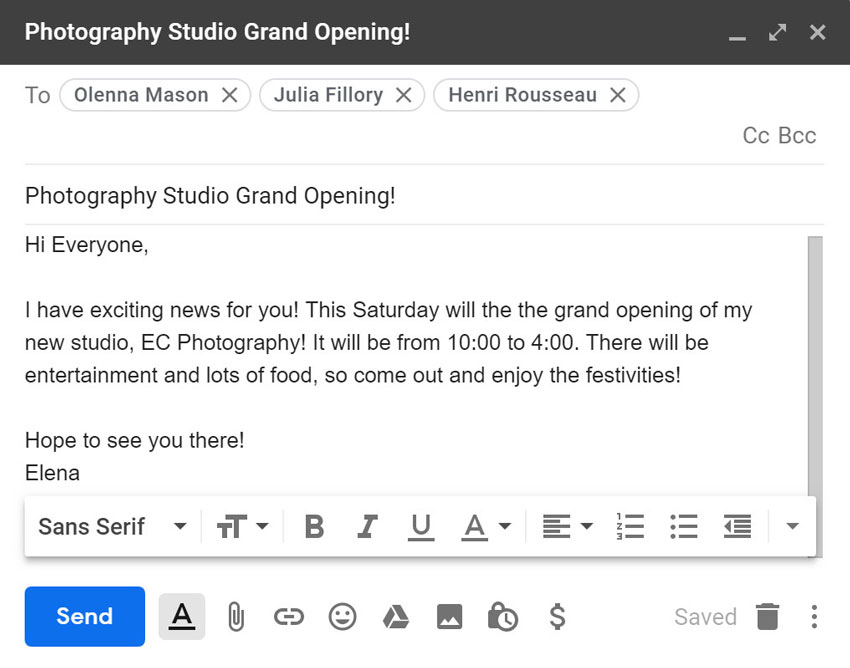 Photography Studio Grand Opening!
To Olenna Mason Julia Fillory Henri Rousseau
Cc Bcc
Photography Studio Grand Opening!
Hi Everyone,
I have exciting news for you! This Saturday will the the grand opening of my
new studio, EC Photography! It will be from 10:00 to 4:00. There will be
entertainment and lots of food, so come out and enjoy the festivities!
Hope to see you there!
Elena
Sans Serif
Send
Saved